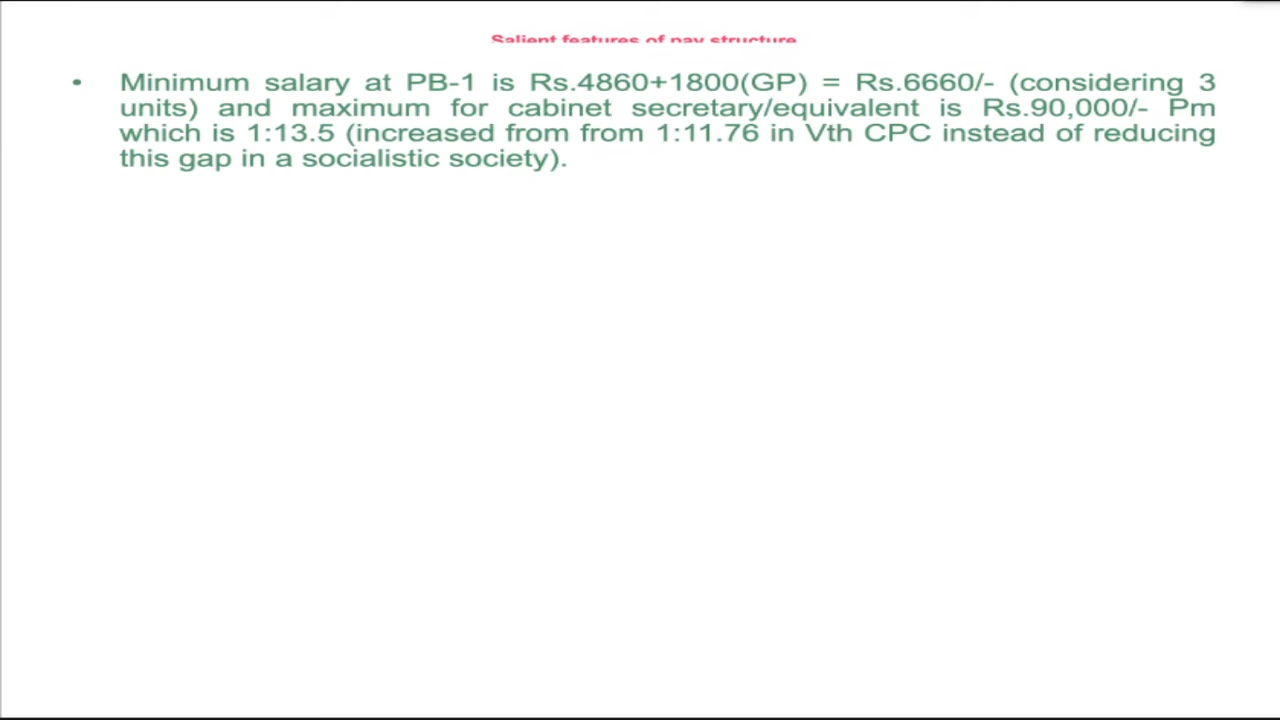 Salient features of pay structure
• Minimum salary at PB-1 is Rs.4860+1800(GP) = Rs.6660/- (considering 3
units) and maximum for cabinet secretary/equivalent is Rs.90,000/- Pm
which is 1:13.5 (increased from from 1:11.76 in Vth CPC instead of reducing
this gap in a socialistic society).